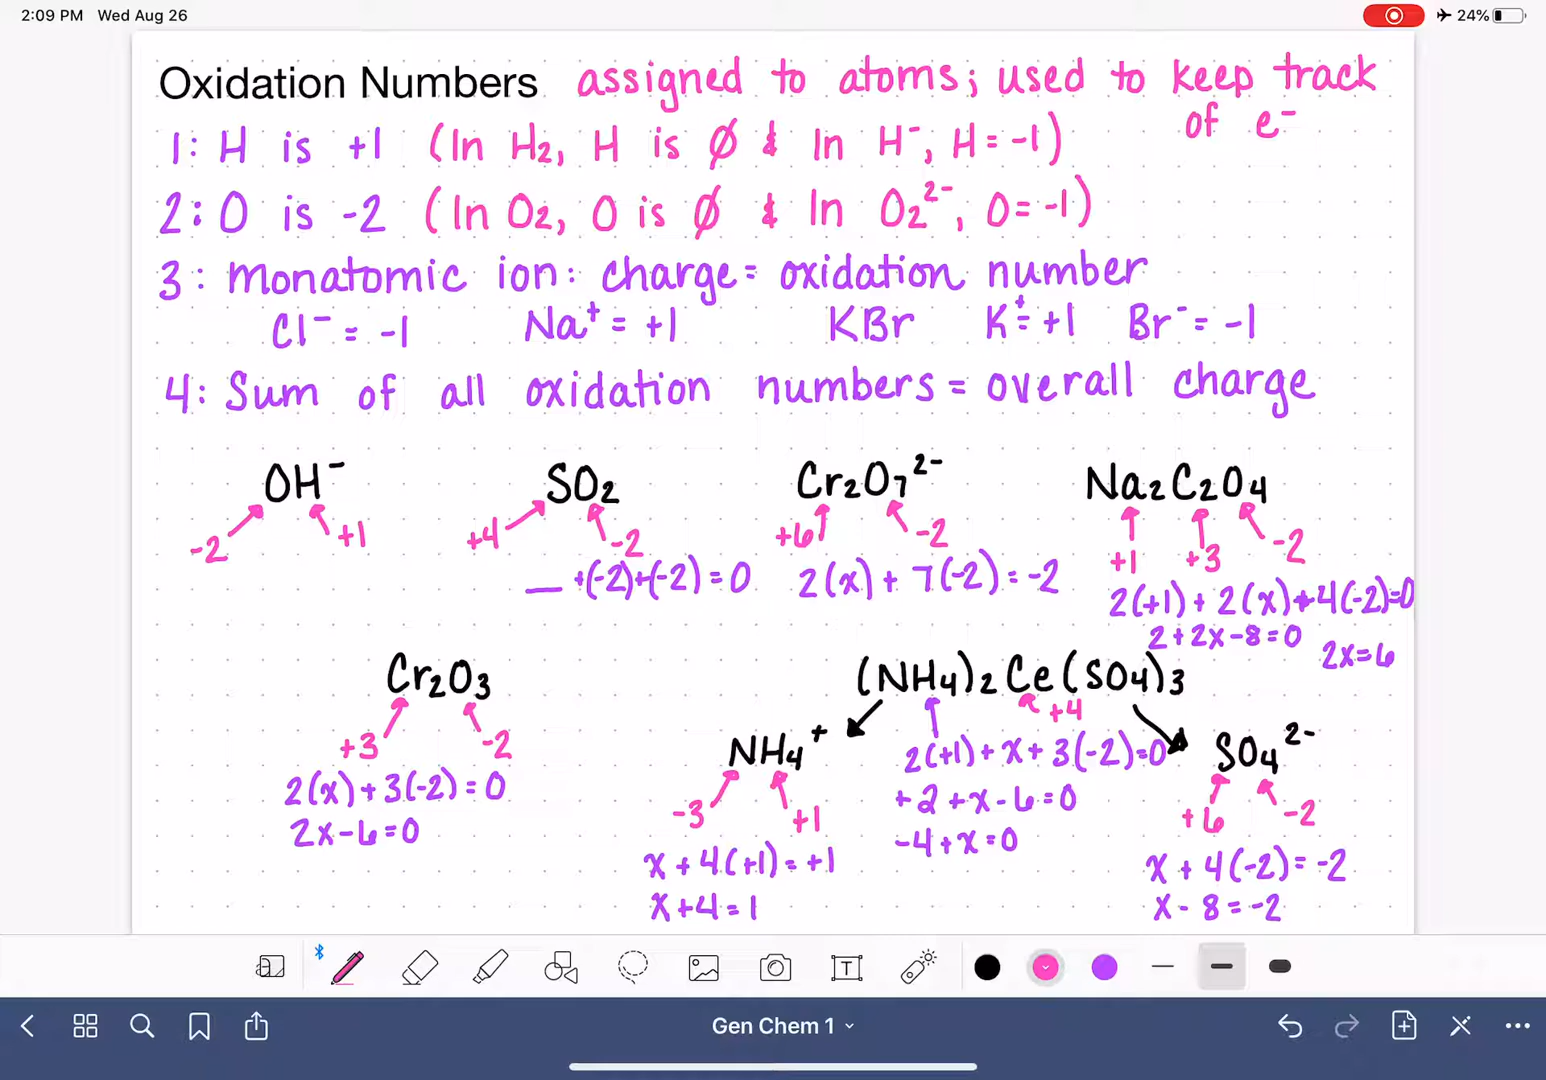 2:09 PM Wed Aug 26
24%
Oxidation Numbers assigned to atoms; used to keep track
of e⁻
1: H is +1 (In H₂, H is Ø & In H⁻, H = -1)
2: O is -2 (In O₂, O is Ø & In O₂²⁻, O = -1)
3: monatomic ion: charge = oxidation number
Cl⁻ = -1 Na⁺ = +1 KBr K⁺ = +1 Br⁻ = -1
4: Sum of all oxidation numbers = overall charge
OH⁻ SO₂ Cr₂O₇²⁻ Na₂C₂O₄
-2 +1 +4 -2 +6 -2 +1 +3 -2
__ +(-2)+(-2) = 0 2(x) + 7(-2) = -2 2(+1) + 2(x) + 4(-2) = 0
2 + 2x - 8 = 0 2x = 6
Cr₂O₃ (NH₄)₂Ce(SO₄)₃
+3 -2 +4
2(x) + 3(-2) = 0 NH₄⁺ 2(+1) + x + 3(-2) = 0 SO₄²⁻
2x - 6 = 0 -3 +1 +2 + x - 6 = 0 +6 -2
-4 + x = 0
x + 4(+1) = +1 x + 4(-2) = -2
x + 4 = 1 x - 8 = -2
T
Gen Chem 1